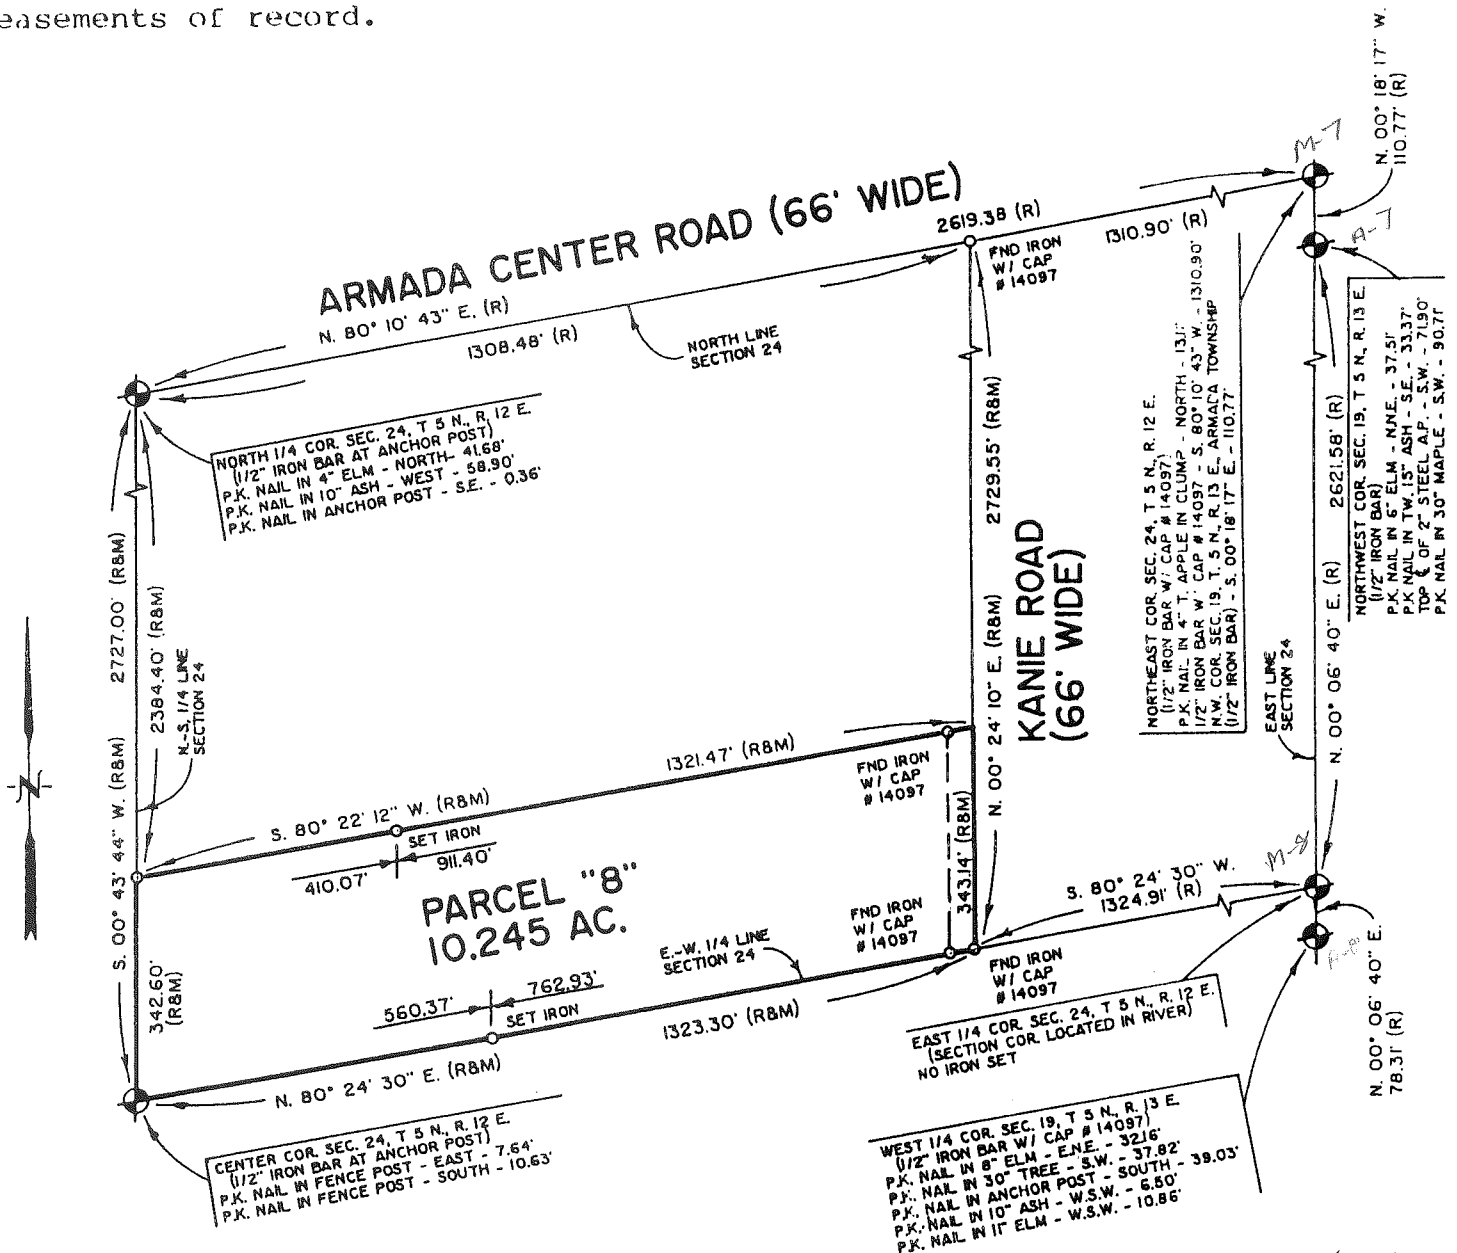 easements of record.
N. 00° 18' 17" W.
110.77' (R)
M-7
A-7
ARMADA CENTER ROAD (66' WIDE)
2619.38 (R)
N. 80° 10' 43" E. (R)
1308.48' (R)
1310.90' (R)
FND IRON
W/ CAP
# 14097
NORTH LINE
SECTION 24
NORTH 1/4 COR. SEC. 24, T 5 N., R. 12 E.
(1/2" IRON BAR AT ANCHOR POST)
P.K. NAIL IN 4" ELM - NORTH- 41.68'
P.K. NAIL IN 10" ASH - WEST - 58.90'
P.K. NAIL IN ANCHOR POST - S.E. - 0.36'
2727.00' (R&M)
S. 00° 43' 44" W. (R&M)
2384.40' (R&M)
N.-S. 1/4 LINE
SECTION 24
342.60'
(R&M)
N
2729.55' (R&M)
N. 00° 24' 10" E. (R&M)
KANIE ROAD
(66' WIDE)
NORTHEAST COR. SEC. 24, T 5 N., R. 12 E.
(1/2" IRON BAR W/ CAP # 14097)
P.K. NAIL IN 4" T. APPLE IN CLUMP - NORTH -
1/2" IRON BAR W/ CAP # 14097 - S. 80° 10' 43" W. - 1310.90'
N.W. COR. SEC. 19, T. 5 N., R. 13 E., ARMADA TOWNSHIP
(1/2" IRON BAR) - S. 00° 18' 17" E. - 110.77'
EAST LINE
SECTION 24
2621.58' (R)
N. 00° 06' 40" E. (R)
NORTHWEST COR. SEC. 19, T 5 N., R. 13 E.
(1/2" IRON BAR)
P.K. NAIL IN 6" ELM - N.N.E. - 37.51'
P.K. NAIL IN TW. 15" ASH - S.E. - 33.37'
TOP ℄ OF 2" STEEL A.P. - S.W. - 71.90'
P.K. NAIL IN 30" MAPLE - S.W. - 90.71'
1321.47' (R&M)
S. 80° 22' 12" W. (R&M)
SET IRON
410.07'
911.40'
FND IRON
W/ CAP
# 14097
343.14' (R&M)
PARCEL "8"
10.245 AC.
FND IRON
W/ CAP
# 14097
E.-W. 1/4 LINE
SECTION 24
560.37'
762.93'
SET IRON
1323.30' (R&M)
N. 80° 24' 30" E. (R&M)
FND IRON
W/ CAP
# 14097
S. 80° 24' 30" W.
1324.91' (R)
M-8
A-8
N. 00° 06' 40" E.
78.31' (R)
EAST 1/4 COR. SEC. 24, T 5 N., R. 12 E.
(SECTION COR. LOCATED IN RIVER)
NO IRON SET
CENTER COR. SEC. 24, T 5 N., R. 12 E.
(1/2" IRON BAR AT ANCHOR POST)
P.K. NAIL IN FENCE POST - EAST - 7.64'
P.K. NAIL IN FENCE POST - SOUTH - 10.63'
WEST 1/4 COR. SEC. 19, T 5 N., R. 13 E.
(1/2" IRON BAR W/ CAP # 14097)
P.K. NAIL IN 8" ELM - E.N.E. - 32.16'
P.K. NAIL IN 30" TREE - S.W. - 37.82'
P.K. NAIL IN ANCHOR POST - SOUTH - 39.03'
P.K. NAIL IN 10" ASH - W.S.W. - 6.50'
P.K. NAIL IN 11" ELM - W.S.W. - 10.86'